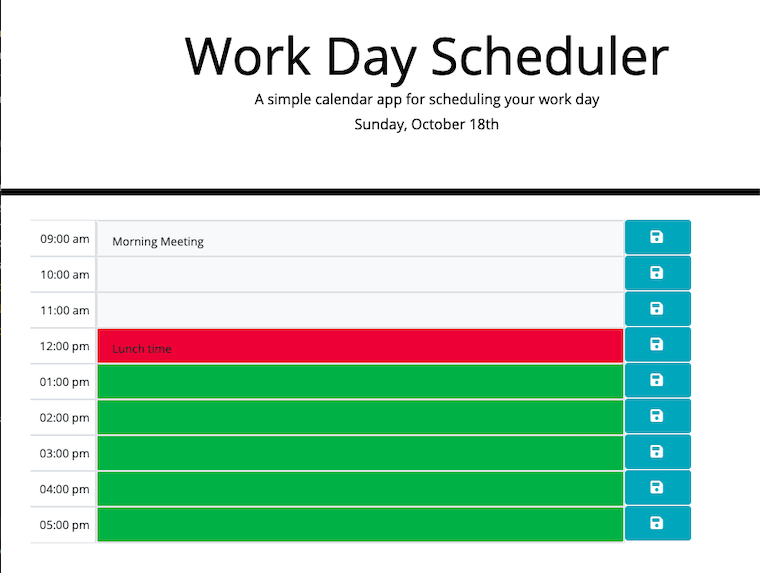 Work Day Scheduler
A simple calendar app for scheduling your work day
Sunday, October 18th
09:00 am Morning Meeting
10:00 am
11:00 am
12:00 pm Lunch time
01:00 pm
02:00 pm
03:00 pm
04:00 pm
05:00 pm